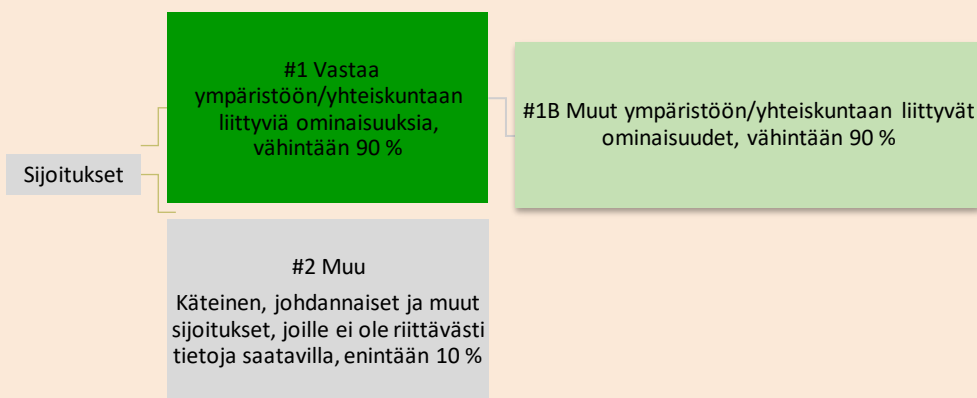 Sijoitukset
#1 Vastaa
ympäristöön/yhteiskuntaan
liittyviä ominaisuuksia,
vähintään 90 %
#1B Muut ympäristöön/yhteiskuntaan liittyvät
ominaisuudet, vähintään 90 %
#2 Muu
Käteinen, johdannaiset ja muut
sijoitukset, joille ei ole riittävästi
tietoja saatavilla, enintään 10 %